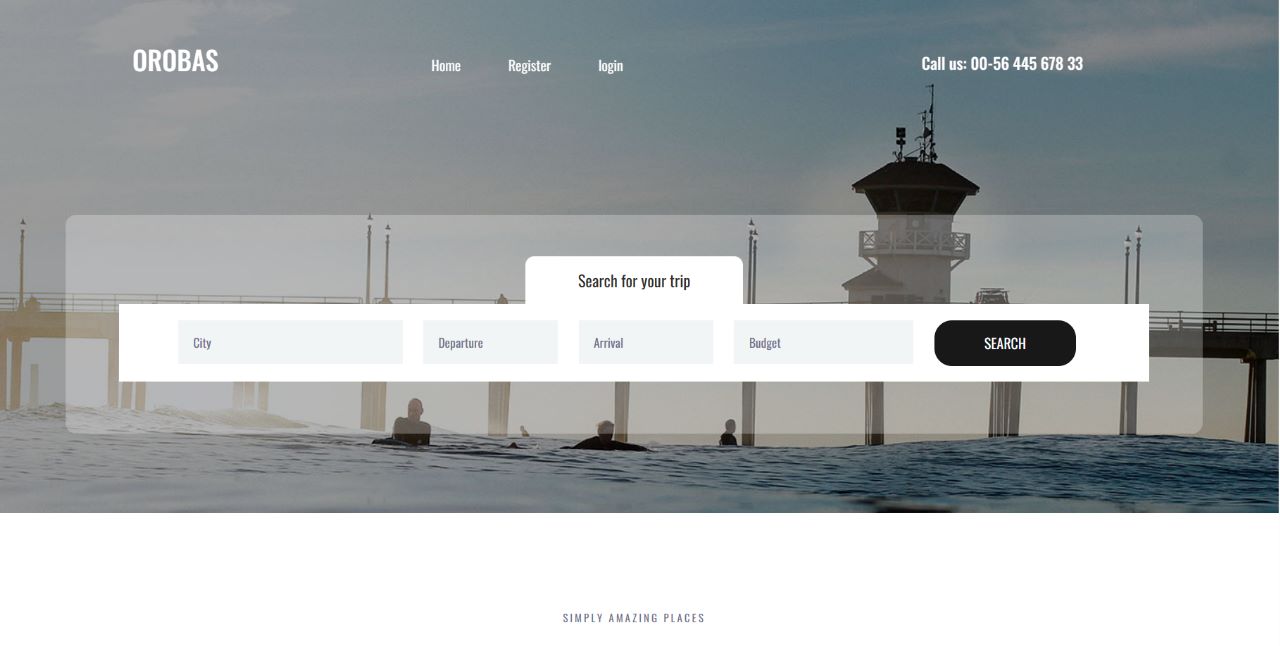 OROBAS
Home Register login
Call us: 00-56 445 678 33
Search for your trip
City Departure Arrival Budget SEARCH
SIMPLY AMAZING PLACES